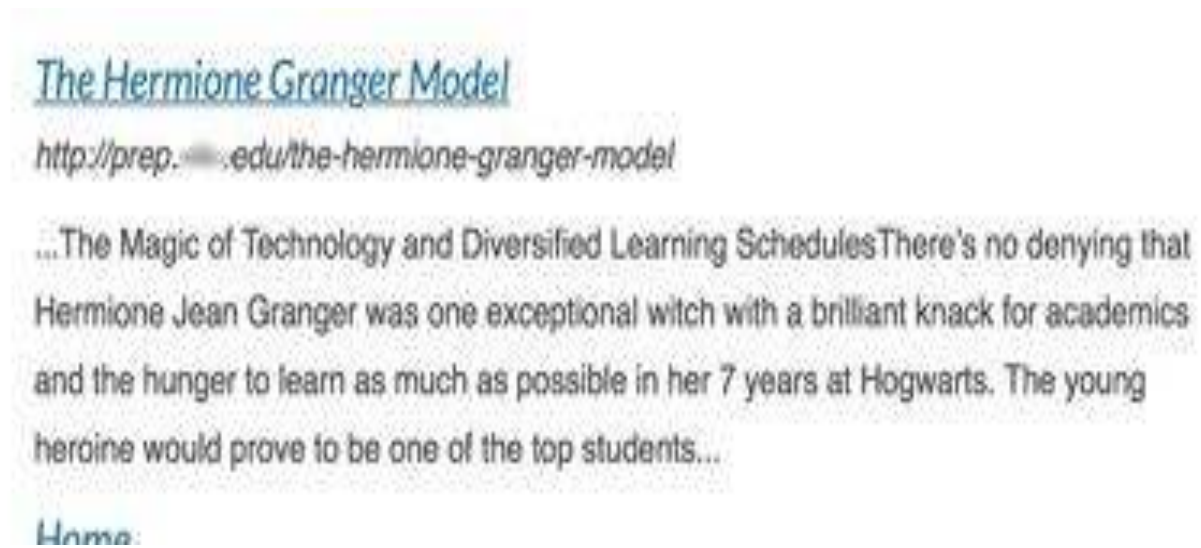 The Hermione Granger Model
http://prep. .edu/the-hermione-granger-model
...The Magic of Technology and Diversified Learning SchedulesThere's no denying that
Hermione Jean Granger was one exceptional witch with a brilliant knack for academics
and the hunger to learn as much as possible in her 7 years at Hogwarts. The young
heroine would prove to be one of the top students...
Home